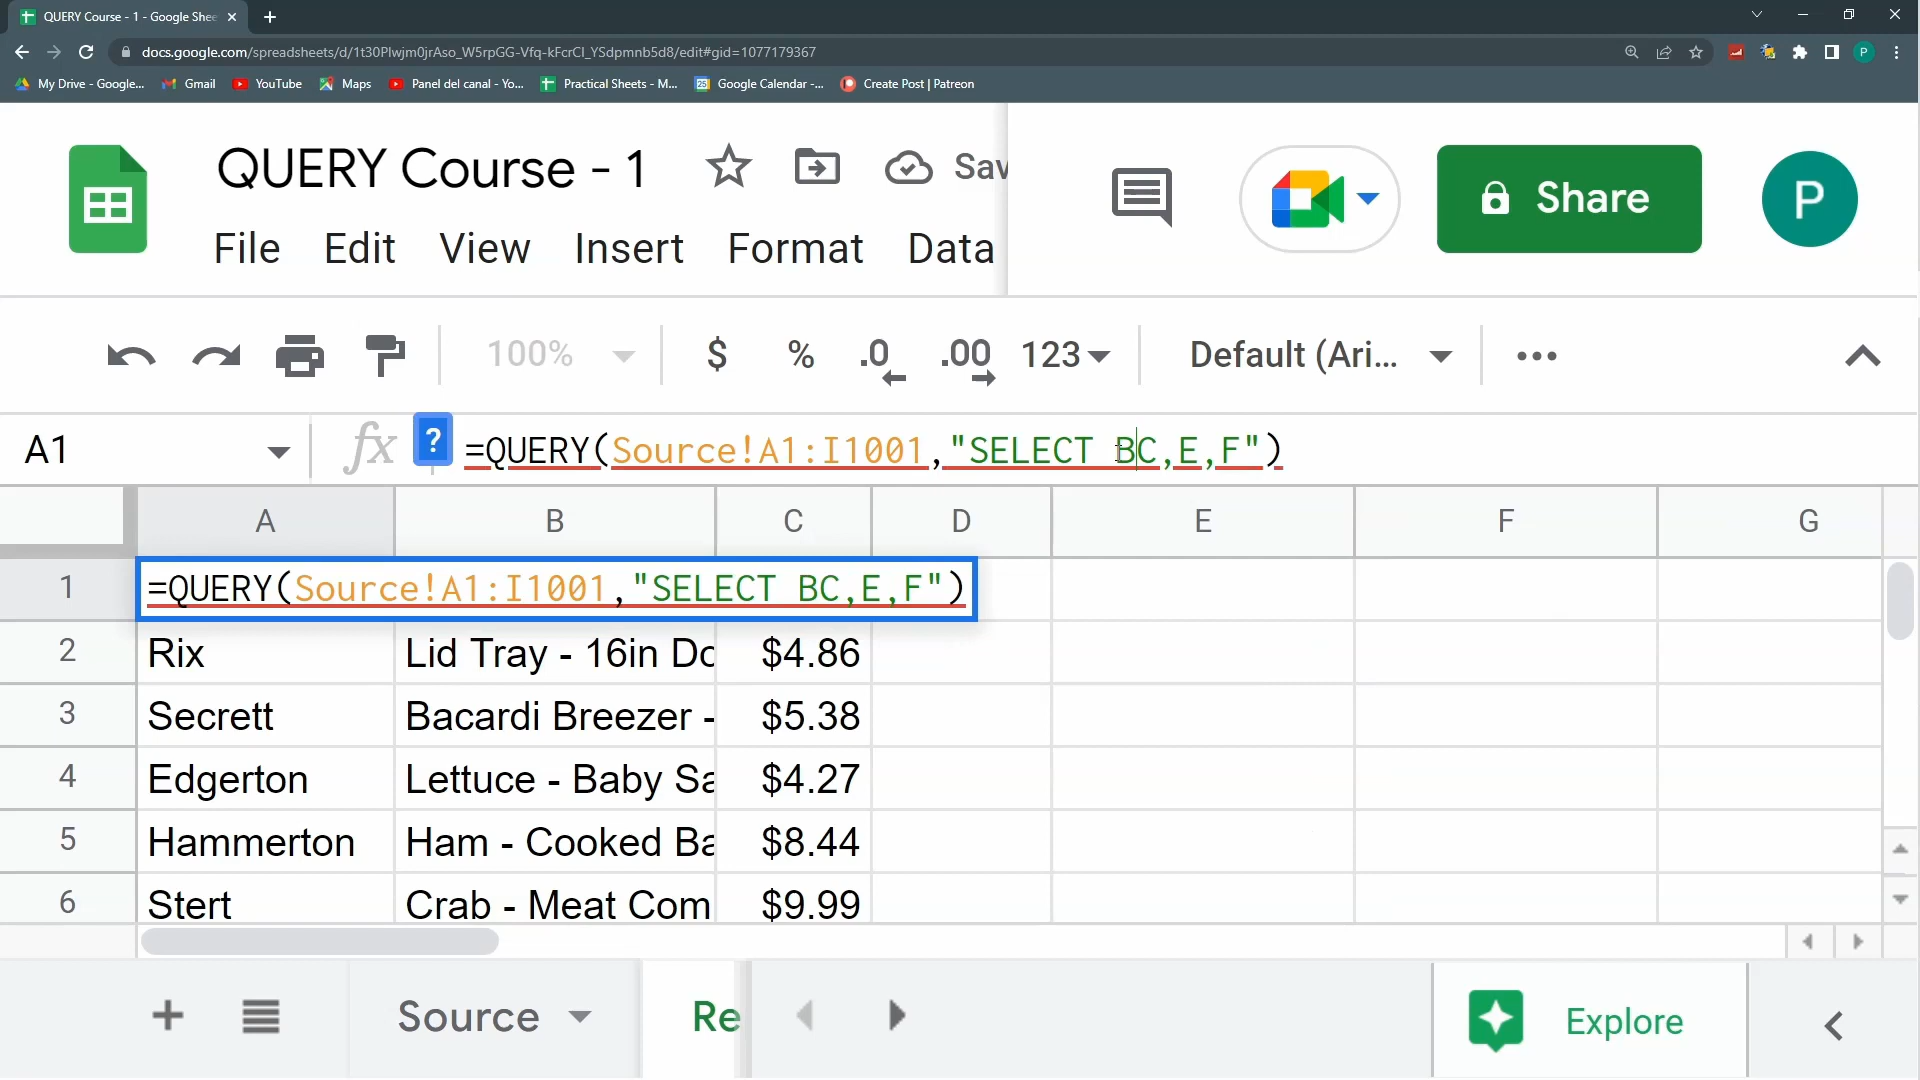 QUERY Course - 1 - Google Shee
docs.google.com/spreadsheets/d/1t30Plwjm0jrAso_W5rpGG-Vfq-kFcrCl_YSdpmnb5d8/edit#gid=1077179367
P
My Drive - Google...
Gmail
YouTube
Maps
Panel del canal - Yo...
Practical Sheets - M...
Google Calendar -...
Create Post | Patreon
QUERY Course - 1
Sav
Share
P
File Edit View Insert Format Data
100% $ % .0 .00 123 Default (Ari...
A1 fx ? =QUERY(Source!A1:I1001,"SELECT BC,E,F")
A B C D E F G
1 =QUERY(Source!A1:I1001,"SELECT BC,E,F")
2 Rix Lid Tray - 16in Do $4.86
3 Secrett Bacardi Breezer - $5.38
4 Edgerton Lettuce - Baby Sa $4.27
5 Hammerton Ham - Cooked Ba $8.44
6 Stert Crab - Meat Com $9.99
Source Re Explore